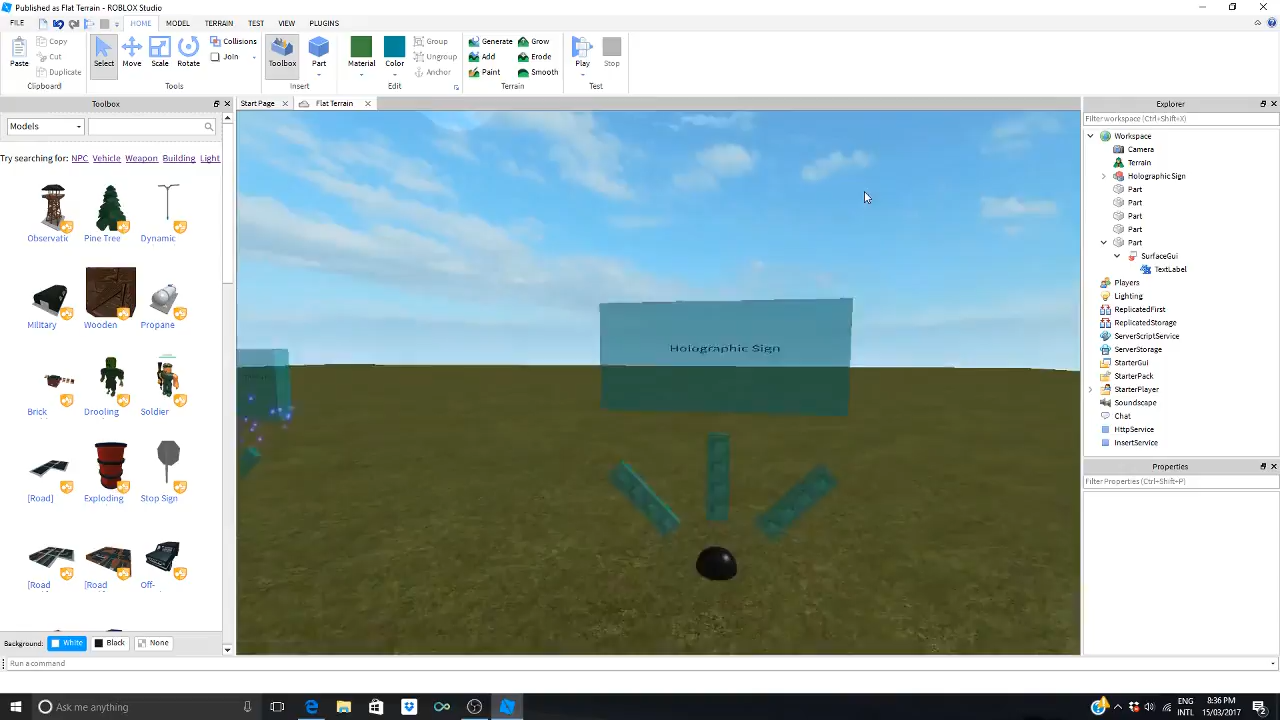 Published as Flat Terrain - ROBLOX Studio
FILE HOME MODEL TERRAIN TEST VIEW PLUGINS
Paste Copy Cut Duplicate
Clipboard
Select Move Scale Rotate Collisions Join
Tools
Toolbox Part
Insert
Material Color Group Ungroup Anchor
Edit
Generate Add Paint Grow Erode Smooth
Terrain
Play Stop
Test
Toolbox
Models
Try searching for: NPC Vehicle Weapon Building Light
Observatic Pine Tree Dynamic
Military Wooden Propane
Brick Drooling Soldier
[Road] Exploding Stop Sign
[Road [Road Off-
Background: White Black None
Start Page Flat Terrain
Holographic Sign
Explorer
Filter workspace (Ctrl+Shift+X)
Workspace
Camera
Terrain
Holographic Sign
Part
Part
Part
Part
Part
SurfaceGui
TextLabel
Players
Lighting
ReplicatedFirst
ReplicatedStorage
ServerScriptService
ServerStorage
StarterGui
StarterPack
StarterPlayer
Soundscape
Chat
HttpService
InsertService
Properties
Filter Properties (Ctrl+Shift+P)
Run a command
Ask me anything
ENG
INTL
8:36 PM
15/03/2017